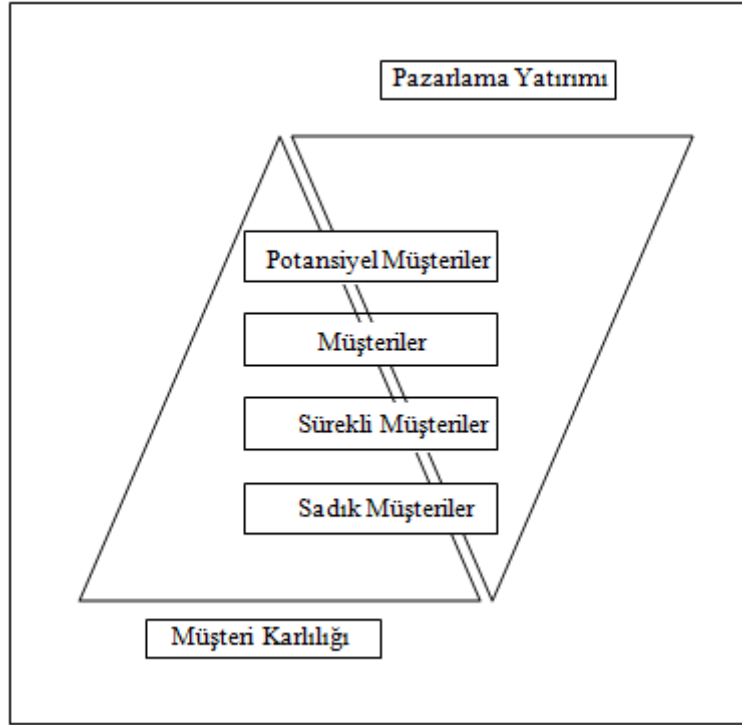 Pazarlama Yatırımı
Potansiyel Müşteriler
Müşteriler
Sürekli Müşteriler
Sadık Müşteriler
Müşteri Karlılığı